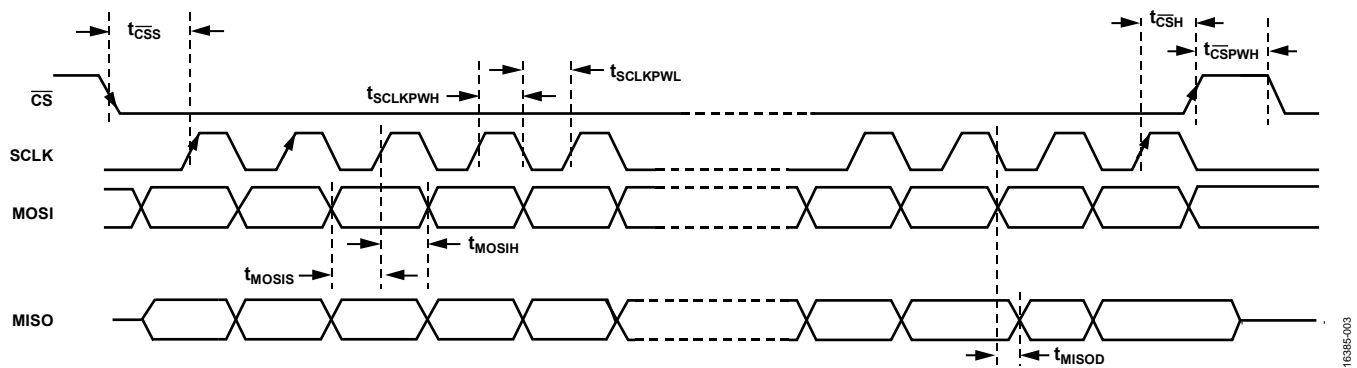 tCSS
tCSH
tCSPWH
tSCLKPWL
tSCLKPWH
CS
SCLK
MOSI
tMOSIH
tMOSIS
MISO
tMISOD
16385-003